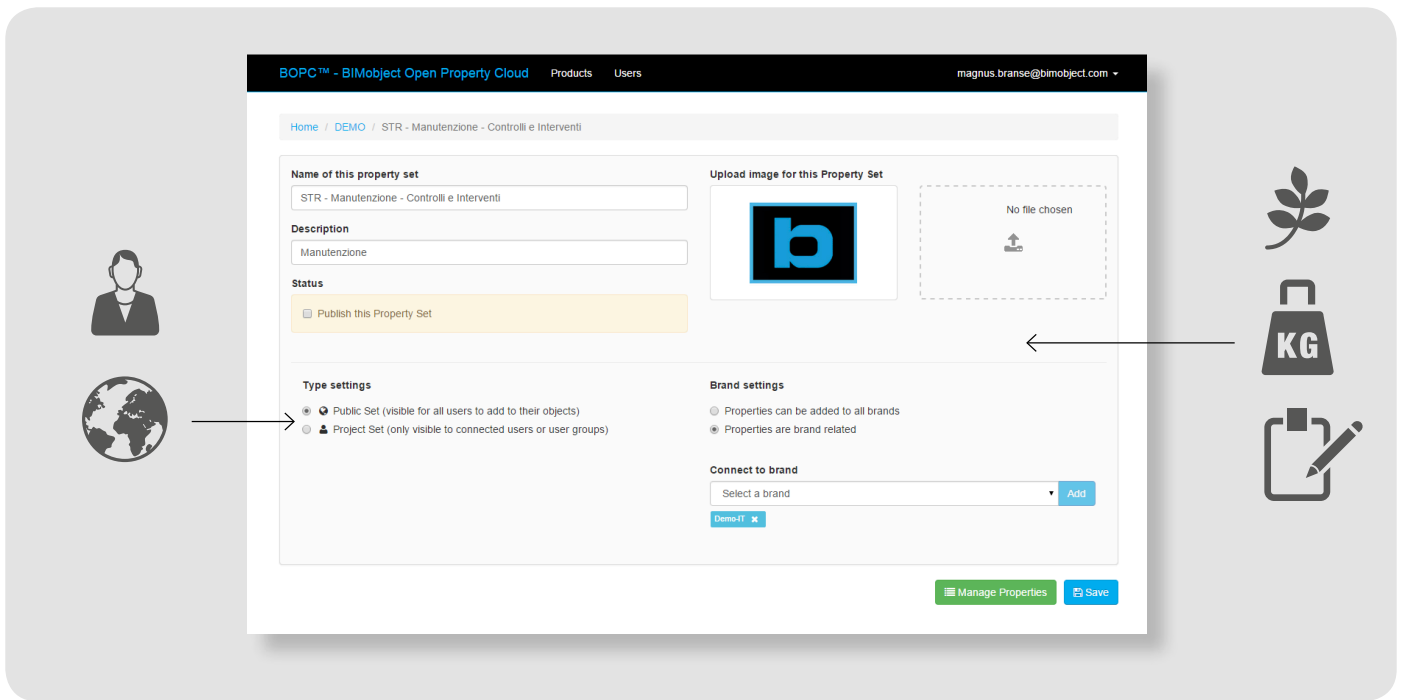 BOPC™ - BIMobject Open Property Cloud Products Users magnus.branse@bimobject.com
Home / DEMO / STR - Manutenzione - Controlli e Interventi
Name of this property set
STR - Manutenzione - Controlli e Interventi
Description
Manutenzione
Status
Publish this Property Set
Upload image for this Property Set
b
No file chosen
Type settings
Public Set (visible for all users to add to their objects)
Project Set (only visible to connected users or user groups)
Brand settings
Properties can be added to all brands
Properties are brand related
Connect to brand
Select a brand Add
Demo-IT ×
Manage Properties Save
KG